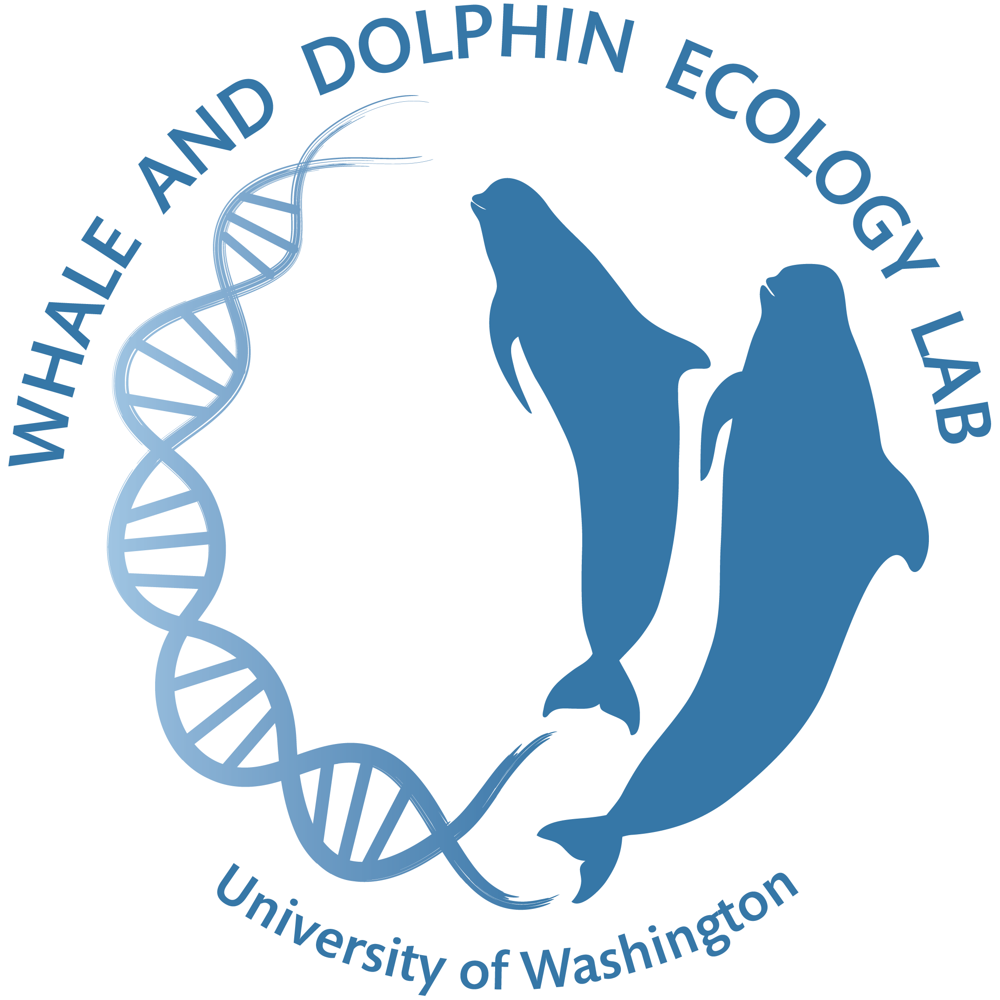 WHALE AND DOLPHIN ECOLOGY LAB
University of Washington